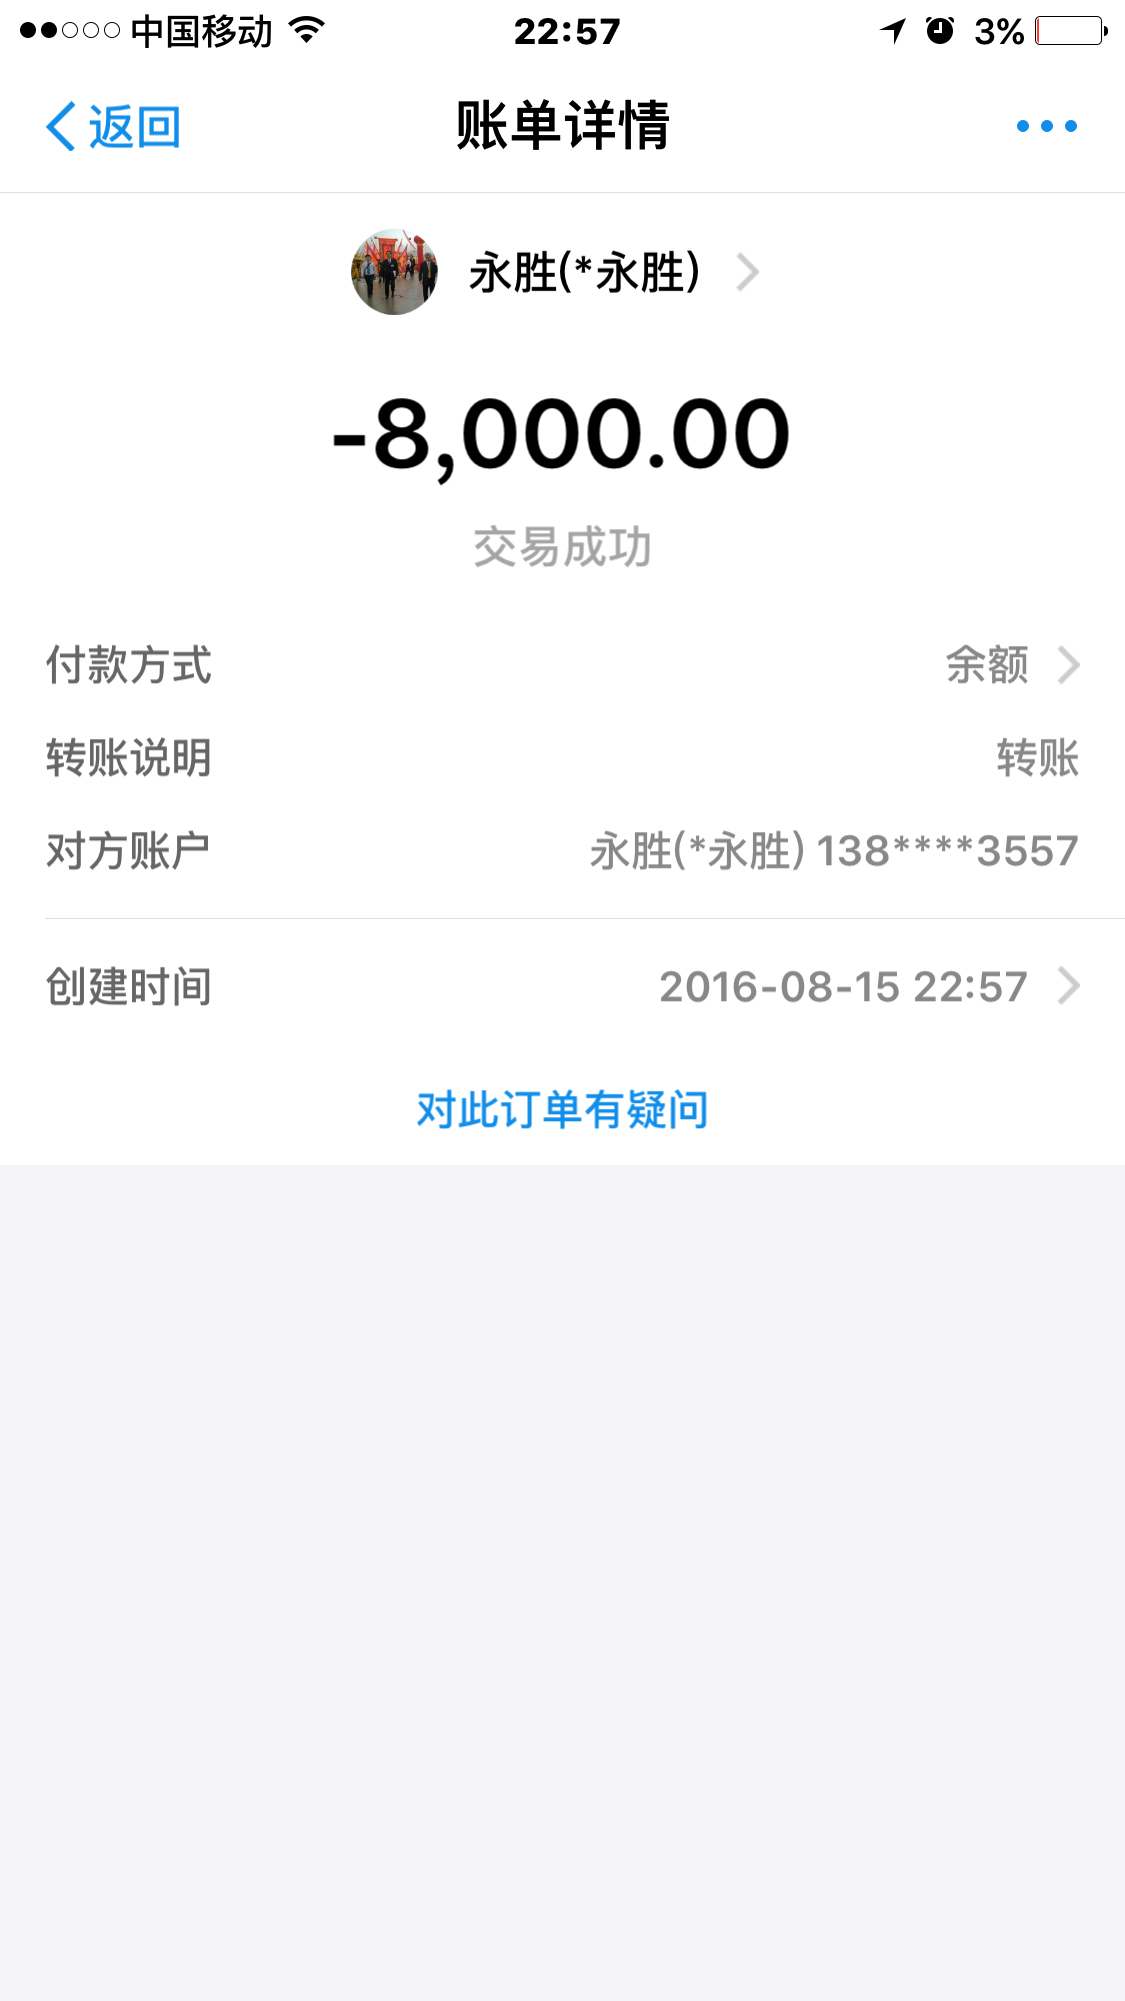 中国移动 22:57 3%
返回 账单详情
永胜(*永胜)
-8,000.00
交易成功
付款方式 余额
转账说明 转账
对方账户 永胜(*永胜) 138****3557
创建时间 2016-08-15 22:57
对此订单有疑问